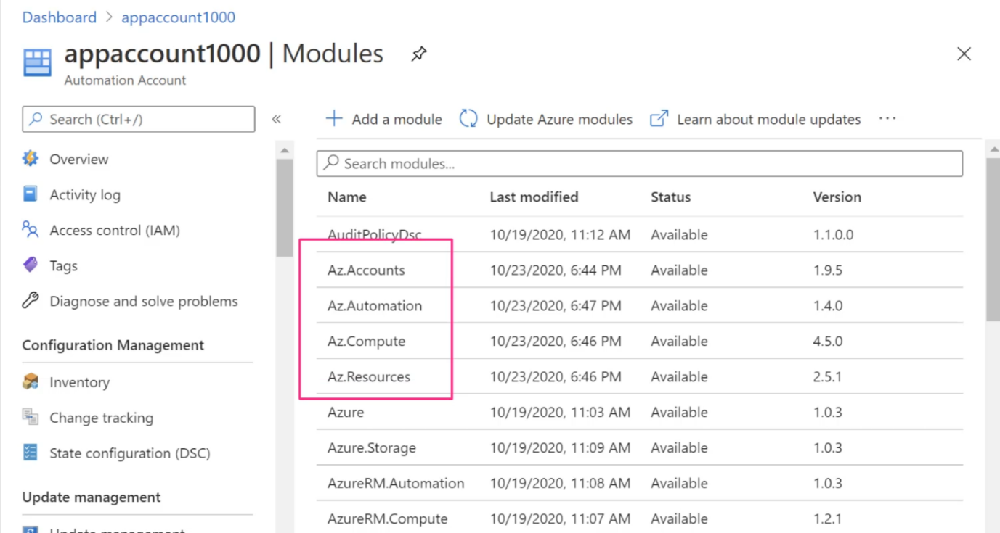 Dashboard > appaccount1000
appaccount1000 | Modules
Automation Account
Search (Ctrl+/)
«
Overview
Activity log
Access control (IAM)
Tags
Diagnose and solve problems
Configuration Management
Inventory
Change tracking
State configuration (DSC)
Update management
Update management
Add a module Update Azure modules Learn about module updates ...
Search modules...
Name Last modified Status Version
AuditPolicyDsc 10/19/2020, 11:12 AM Available 1.1.0.0
Az.Accounts 10/23/2020, 6:44 PM Available 1.9.5
Az.Automation 10/23/2020, 6:47 PM Available 1.4.0
Az.Compute 10/23/2020, 6:46 PM Available 4.5.0
Az.Resources 10/23/2020, 6:46 PM Available 2.5.1
Azure 10/19/2020, 11:03 AM Available 1.0.3
Azure.Storage 10/19/2020, 11:09 AM Available 1.0.3
AzureRM.Automation 10/19/2020, 11:08 AM Available 1.0.3
AzureRM.Compute 10/19/2020, 11:07 AM Available 1.2.1